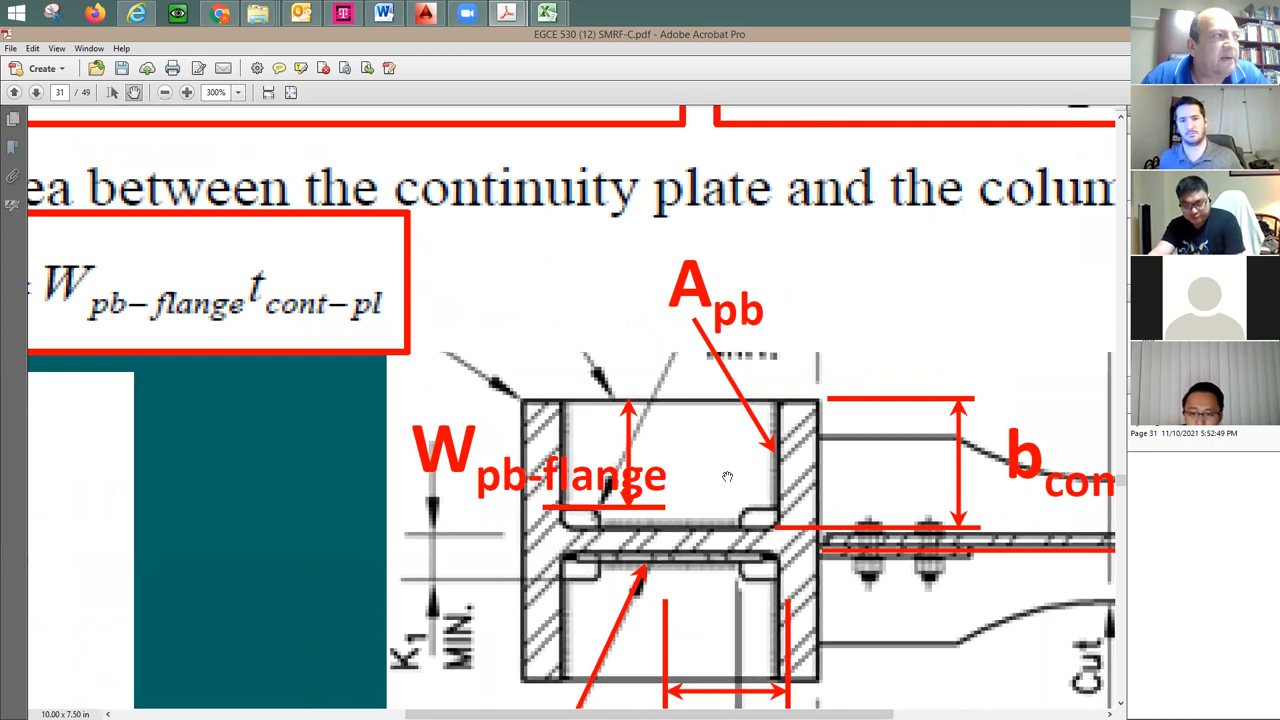 EGCE 530 (12) SMRF-C.pdf - Adobe Acrobat Pro
File Edit View Window Help
Create
31 / 49
300%
ea between the continuity plate and the colum
W pb-flange t cont-pl
A pb
W pb-flange
b con
K1 MIN.
Cut
Page 31 11/10/2021 5:52:49 PM
10.00 x 7.50 in